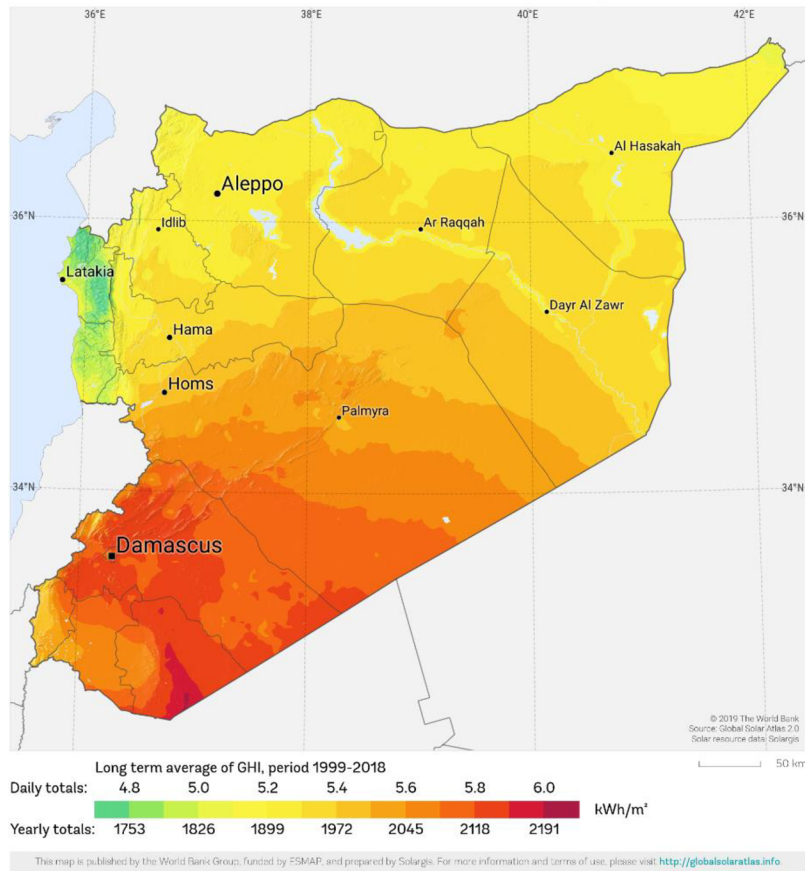 36°E 38°E 40°E 42°E
Al Hasakah
Aleppo
36°N 36°N
Idlib
Ar Raqqah
Latakia
Dayr Al Zawr
Hama
Homs
Palmyra
34°N 34°N
Damascus
© 2019 The World Bank
Source: Global Solar Atlas 2.0
Solar resource data: Solargis
50 km
Long term average of GHI, period 1999-2018
Daily totals: 4.8 5.0 5.2 5.4 5.6 5.8 6.0
kWh/m²
Yearly totals: 1753 1826 1899 1972 2045 2118 2191
This map is published by the World Bank Group, funded by ESMAP, and prepared by Solargis. For more information and terms of use, please visit http://globalsolaratlas.info.